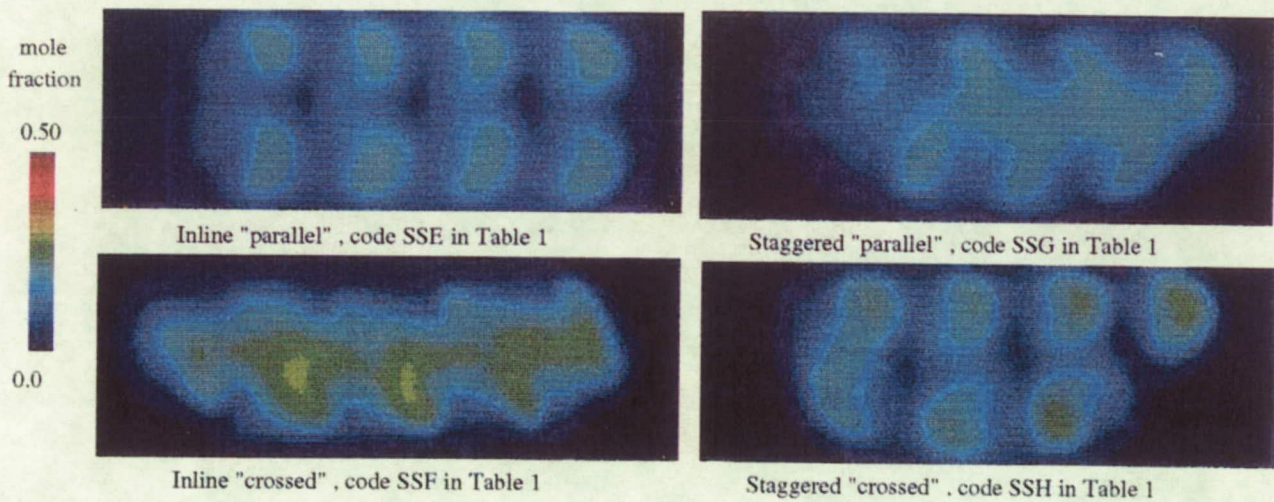 mole
fraction
0.50
0.0
Inline "parallel" , code SSE in Table 1
Staggered "parallel" , code SSG in Table 1
Inline "crossed" , code SSF in Table 1
Staggered "crossed" , code SSH in Table 1